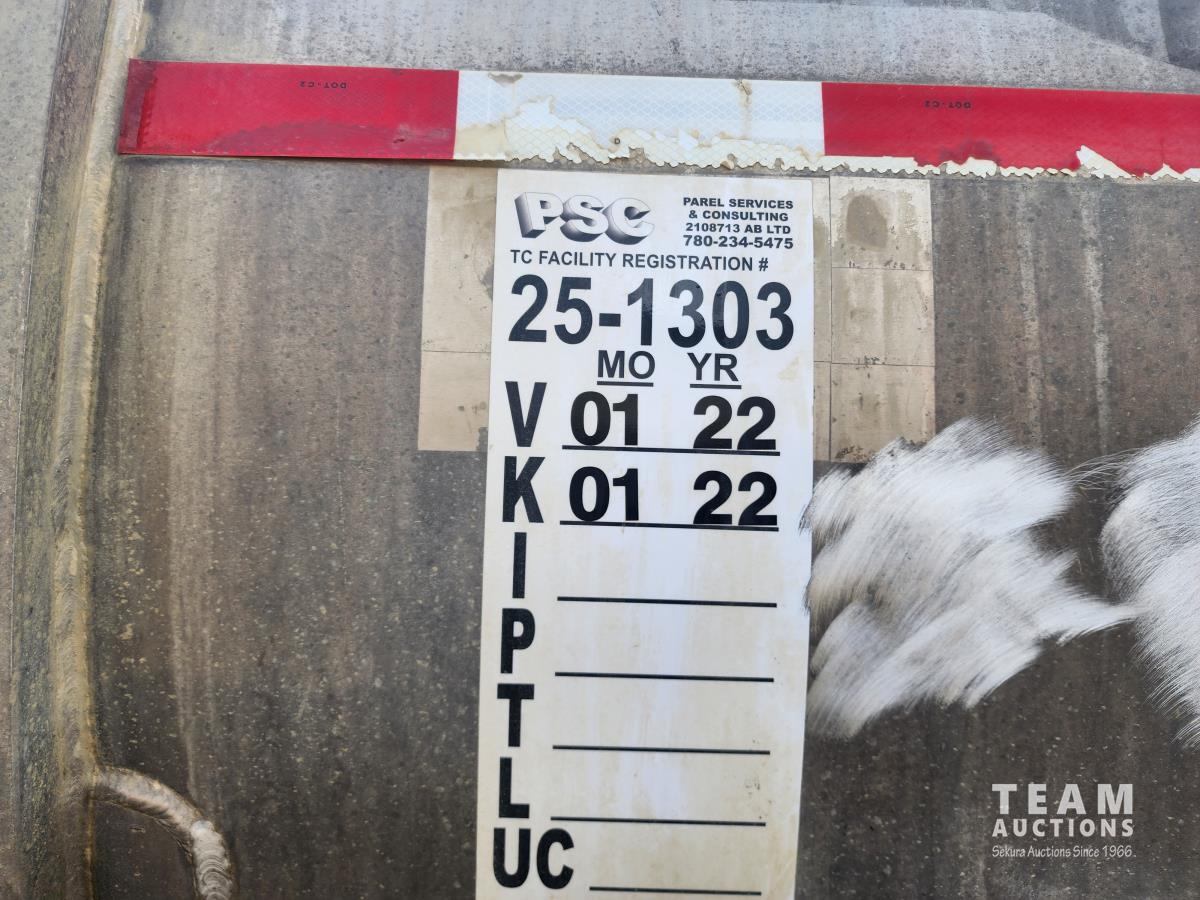 DOT-C2
DOT-C2
PSC
PAREL SERVICES
& CONSULTING
2108713 AB LTD
780-234-5475
TC FACILITY REGISTRATION #
25-1303
MO YR
V 01 22
K 01 22
I
P
T
L
UC
TEAM
AUCTIONS
Sekura Auctions Since 1966